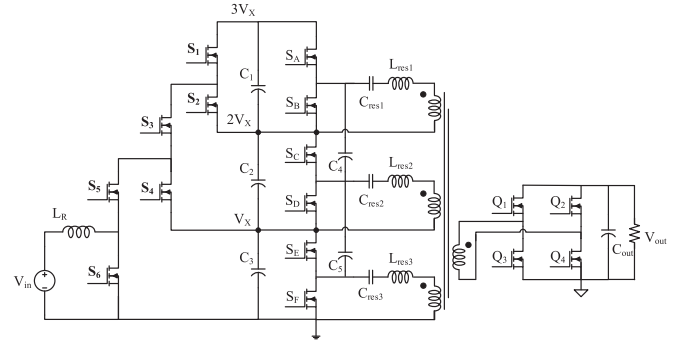 3V_X
S_1
S_A
C_1
L_res1
S_2
S_B
C_res1
S_3
2V_X
S_C
C_4
L_res2
S_5
S_4
C_2
S_D
C_res2
Q_1
Q_2
L_R
V_X
S_E
C_out
V_out
V_in
S_6
C_3
C_5
L_res3
Q_3
Q_4
S_F
C_res3